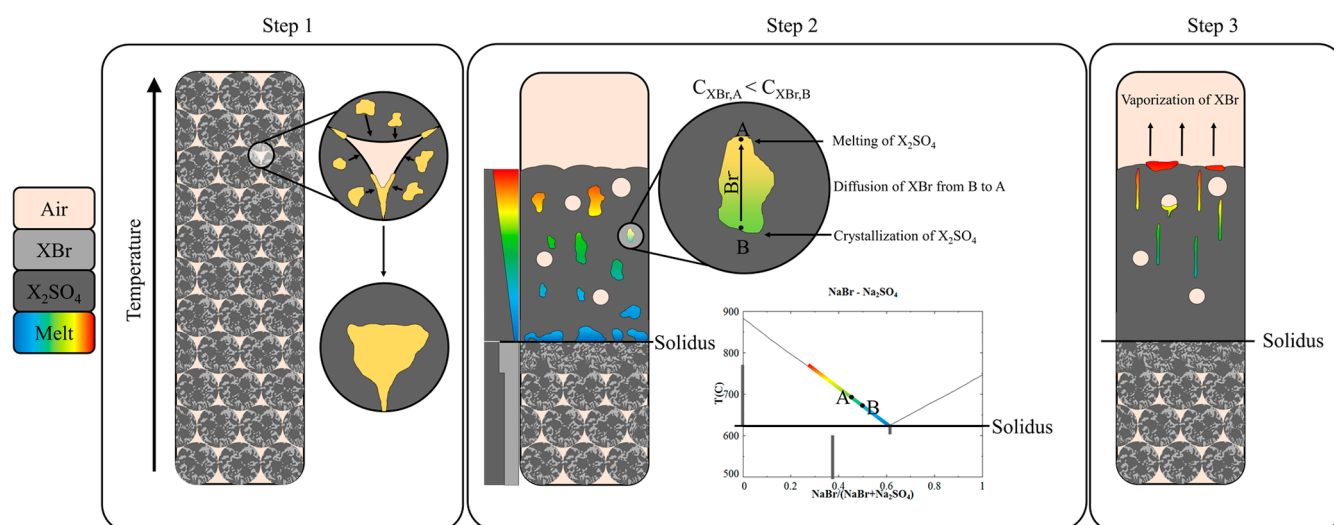 Step 1
Step 2
Step 3
Air
XBr
X₂SO₄
Melt
Temperature
C_XBr,A < C_XBr,B
A
Br
B
Melting of X₂SO₄
Diffusion of XBr from B to A
Crystallization of X₂SO₄
Solidus
NaBr - Na₂SO₄
900
800
700
600
500
T(C)
A
B
Solidus
0
0.2
0.4
0.6
0.8
1
NaBr/(NaBr+Na₂SO₄)
Vaporization of XBr
Solidus